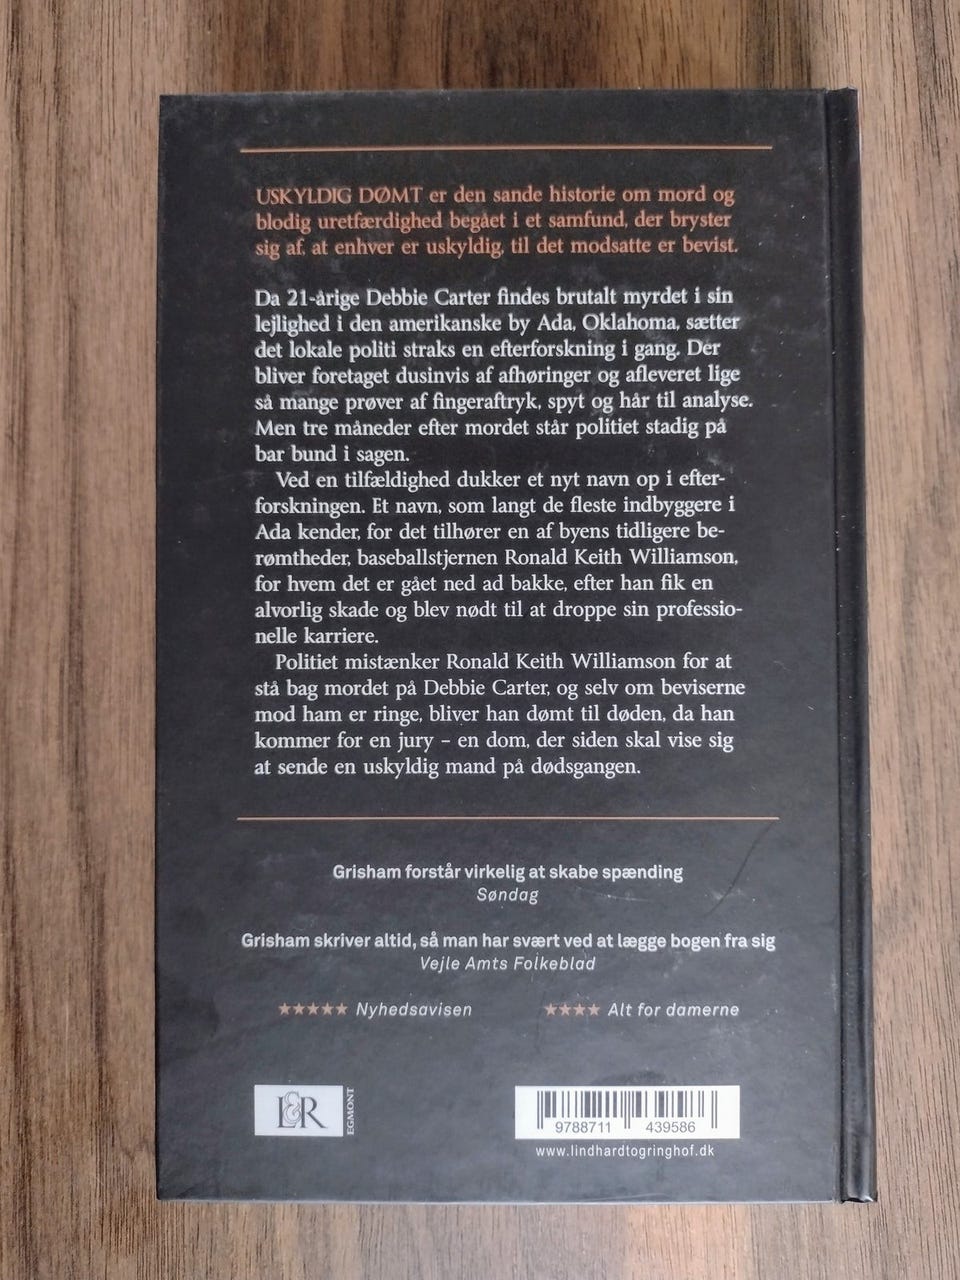 USKYLDIG DØMT er den sande historie om mord og
blodig uretfærdighed begået i et samfund, der bryster
sig af, at enhver er uskyldig, til det modsatte er bevist.
Da 21-årige Debbie Carter findes brutalt myrdet i sin
lejlighed i den amerikanske by Ada, Oklahoma, sætter
det lokale politi straks en efterforskning i gang. Der
bliver foretaget dusinvis af afhøringer og afleveret lige
så mange prøver af fingeraftryk, spyt og hår til analyse.
Men tre måneder efter mordet står politiet stadig på
bar bund i sagen.
Ved en tilfældighed dukker et nyt navn op i efter-
forskningen. Et navn, som langt de fleste indbyggere i
Ada kender, for det tilhører en af byens tidligere be-
rømtheder, baseballstjernen Ronald Keith Williamson,
for hvem det er gået ned ad bakke, efter han fik en
alvorlig skade og blev nødt til at droppe sin professio-
nelle karriere.
Politiet mistænker Ronald Keith Williamson for at
stå bag mordet på Debbie Carter, og selv om beviserne
mod ham er ringe, bliver han dømt til døden, da han
kommer for en jury – en dom, der siden skal vise sig
at sende en uskyldig mand på dødsgangen.
Grisham forstår virkelig at skabe spænding
Søndag
Grisham skriver altid, så man har svært ved at lægge bogen fra sig
Vejle Amts Folkeblad
★★★★★ Nyhedsavisen ★★★★ Alt for damerne
L&R EGMONT
9788711 439586
www.lindhardtogringhof.dk